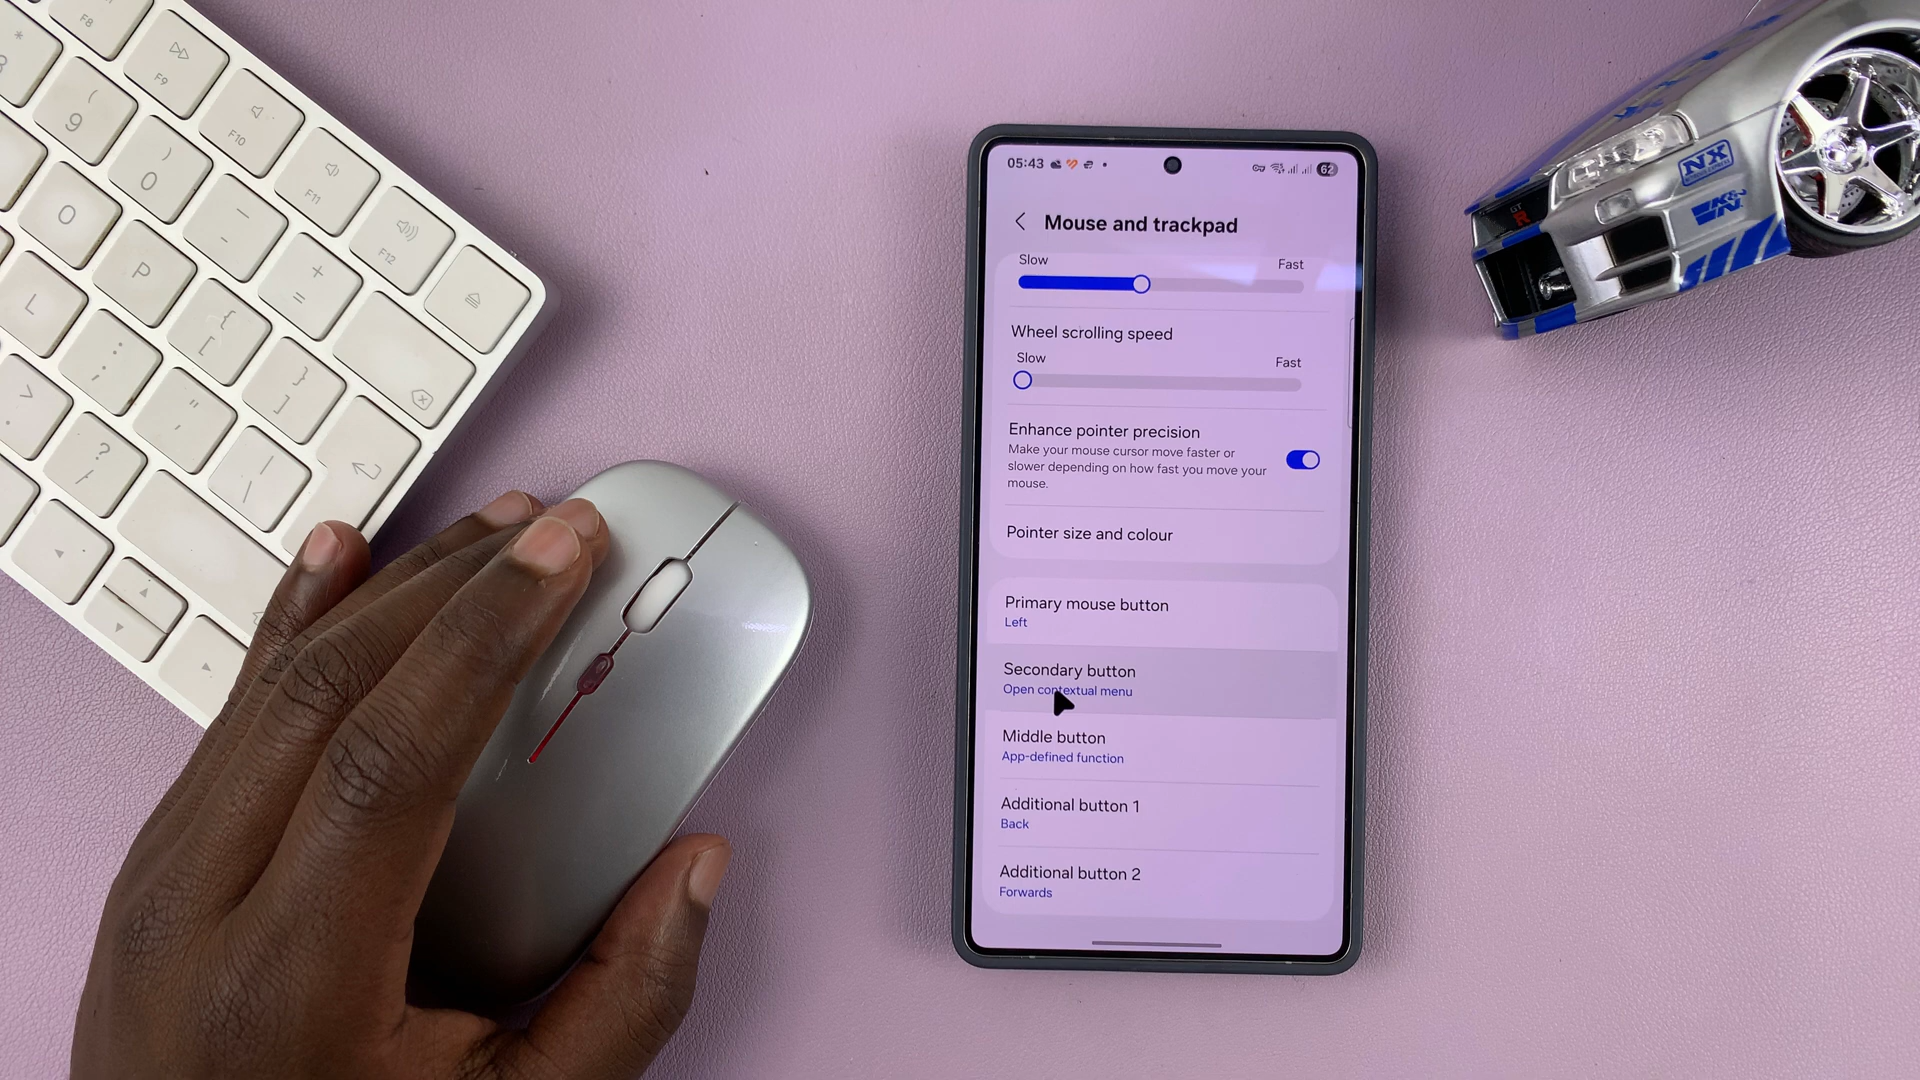 05:43
62
Mouse and trackpad
Slow Fast
Wheel scrolling speed
Slow Fast
Enhance pointer precision
Make your mouse cursor move faster or
slower depending on how fast you move your
mouse.
Pointer size and colour
Primary mouse button
Left
Secondary button
Open contextual menu
Middle button
App-defined function
Additional button 1
Back
Additional button 2
Forwards
F8
F9
F10
F11
F12
*
8
(
9
)
0
_
-
+
=
O
P
{
[
}
]
L
:
;
"
'
|
\
>
.
?
/
NX
K&N
GT
R